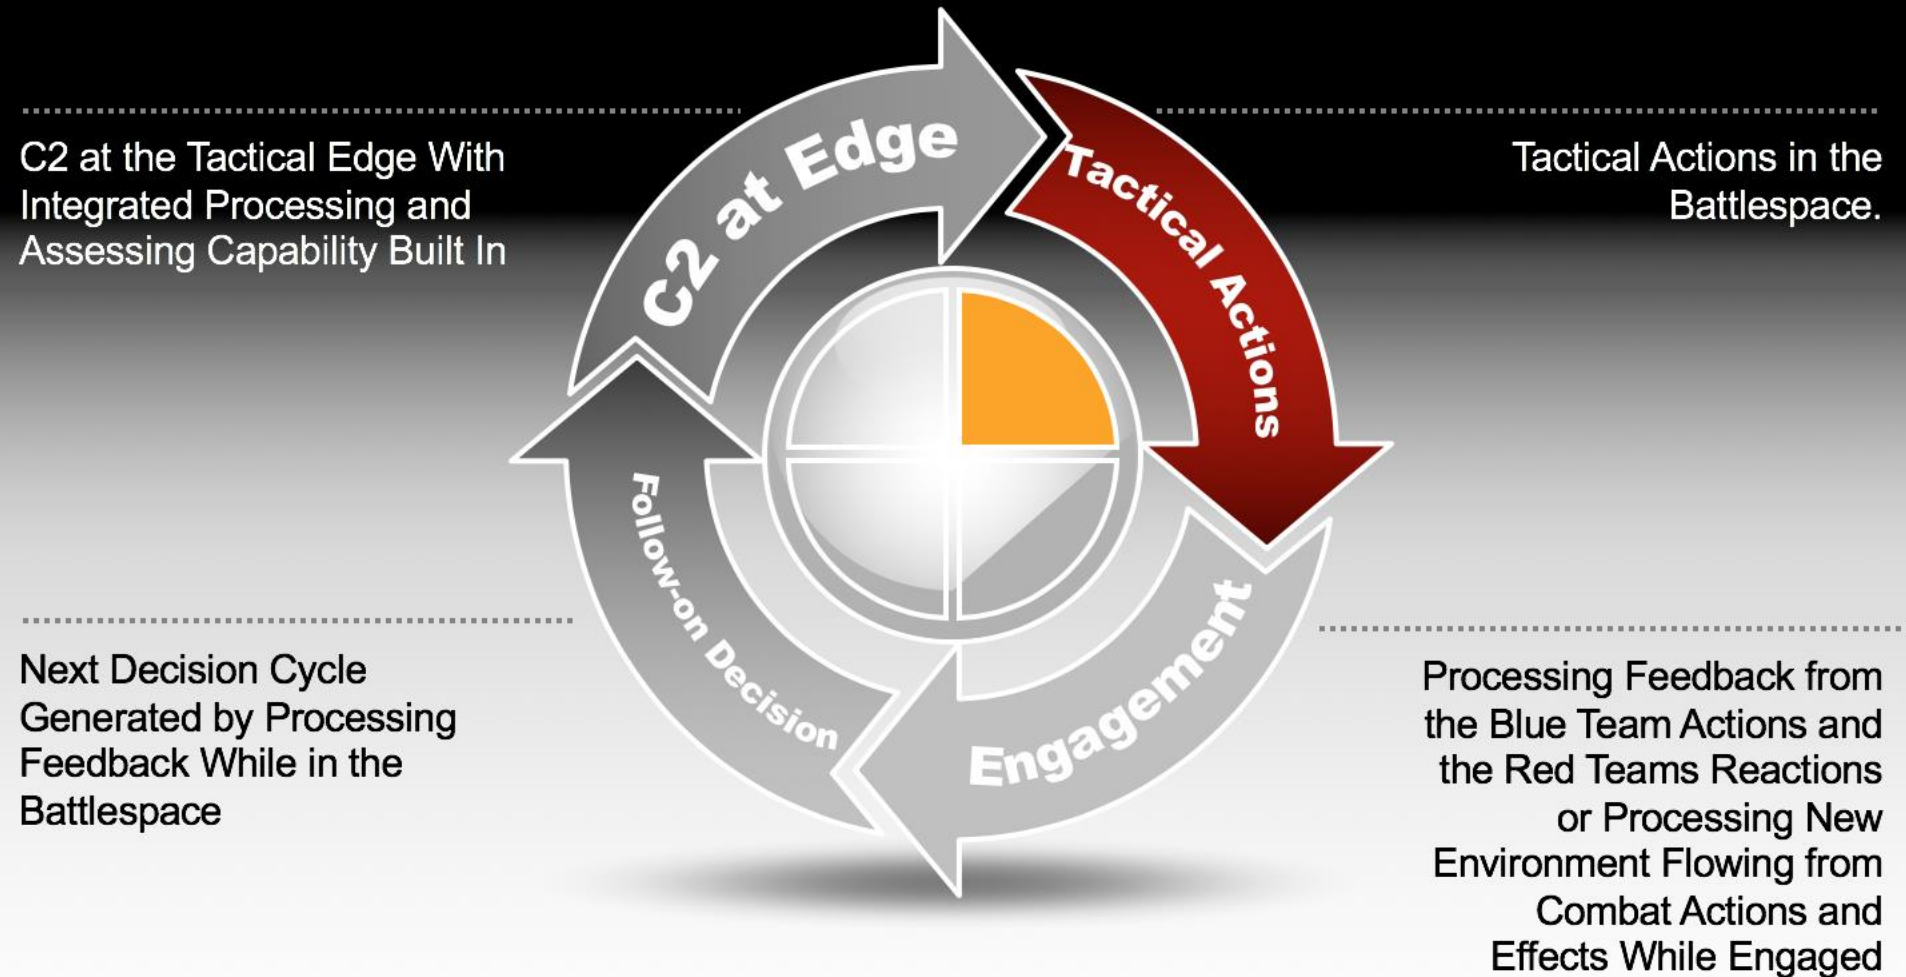 C2 at the Tactical Edge With
Integrated Processing and
Assessing Capability Built In
C2 at Edge
Tactical Actions
Tactical Actions in the
Battlespace.
Follow-on Decision
Engagement
Next Decision Cycle
Generated by Processing
Feedback While in the
Battlespace
Processing Feedback from
the Blue Team Actions and
the Red Teams Reactions
or Processing New
Environment Flowing from
Combat Actions and
Effects While Engaged